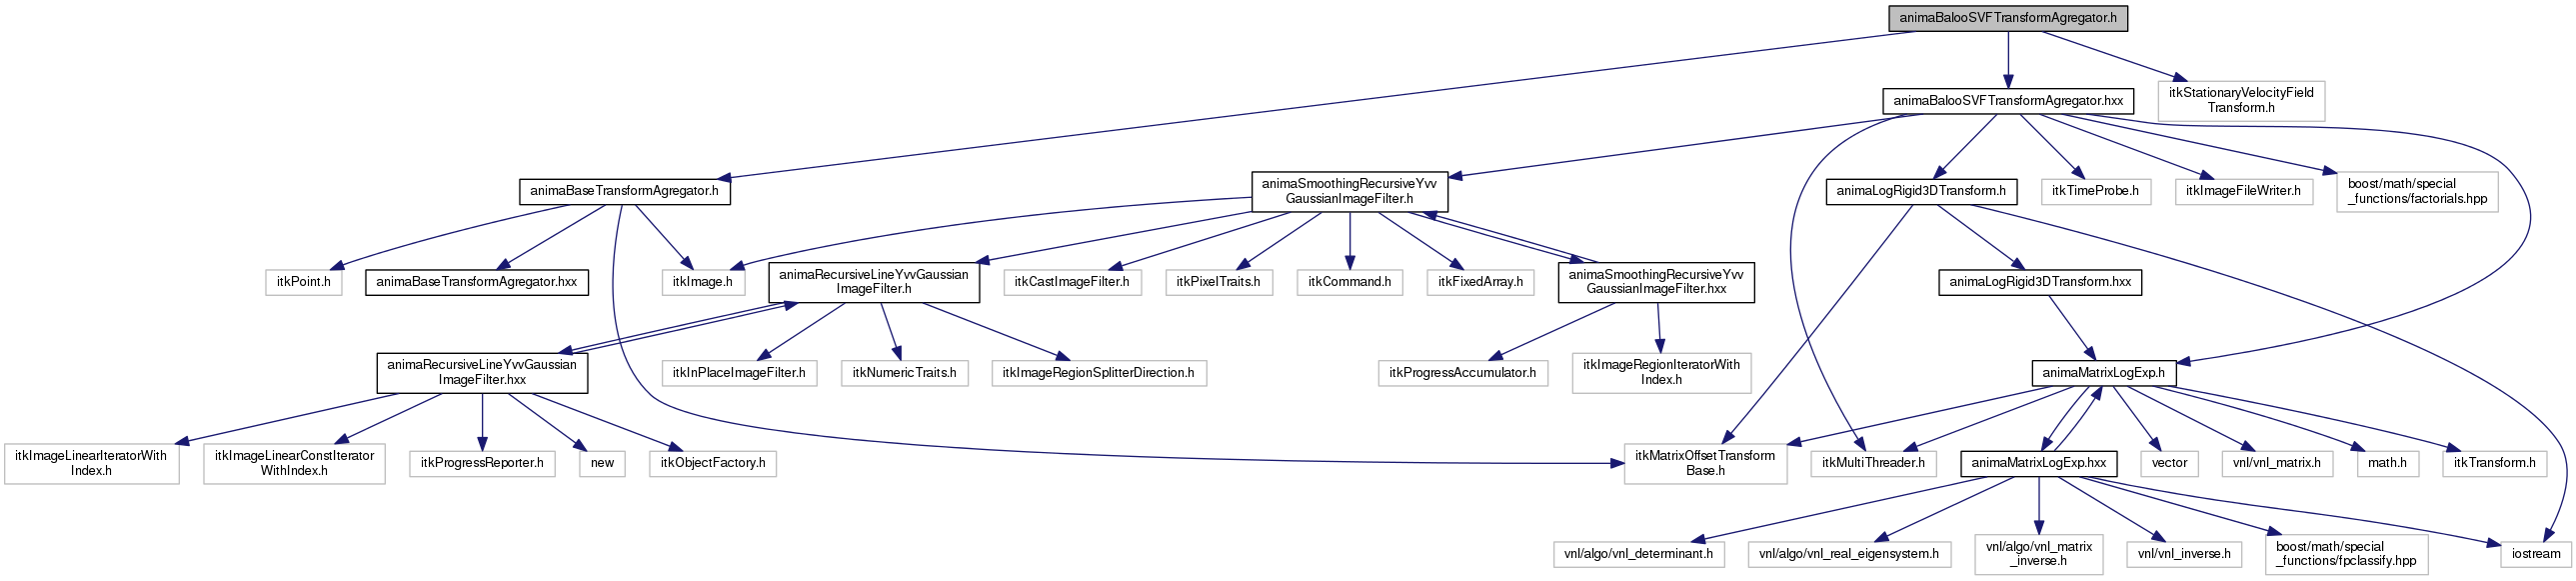 animaBalooSVFTransformAgregator.h
animaBalooSVFTransformAgregator.hxx
itkStationaryVelocityField
Transform.h
animaBaseTransformAgregator.h
animaSmoothingRecursiveYvv
GaussianImageFilter.h
animaLogRigid3DTransform.h
itkTimeProbe.h
itkImageFileWriter.h
boost/math/special
_functions/factorials.hpp
itkPoint.h
animaBaseTransformAgregator.hxx
itkImage.h
animaRecursiveLineYvvGaussian
ImageFilter.h
itkCastImageFilter.h
itkPixelTraits.h
itkCommand.h
itkFixedArray.h
animaSmoothingRecursiveYvv
GaussianImageFilter.hxx
animaLogRigid3DTransform.hxx
animaRecursiveLineYvvGaussian
ImageFilter.hxx
itkInPlaceImageFilter.h
itkNumericTraits.h
itkImageRegionSplitterDirection.h
itkProgressAccumulator.h
itkImageRegionIteratorWith
Index.h
animaMatrixLogExp.h
itkImageLinearIteratorWith
Index.h
itkImageLinearConstIterator
WithIndex.h
itkProgressReporter.h
new
itkObjectFactory.h
itkMatrixOffsetTransform
Base.h
itkMultiThreader.h
animaMatrixLogExp.hxx
vector
vnl/vnl_matrix.h
math.h
itkTransform.h
vnl/algo/vnl_determinant.h
vnl/algo/vnl_real_eigensystem.h
vnl/algo/vnl_matrix
_inverse.h
vnl/vnl_inverse.h
boost/math/special
_functions/fpclassify.hpp
iostream